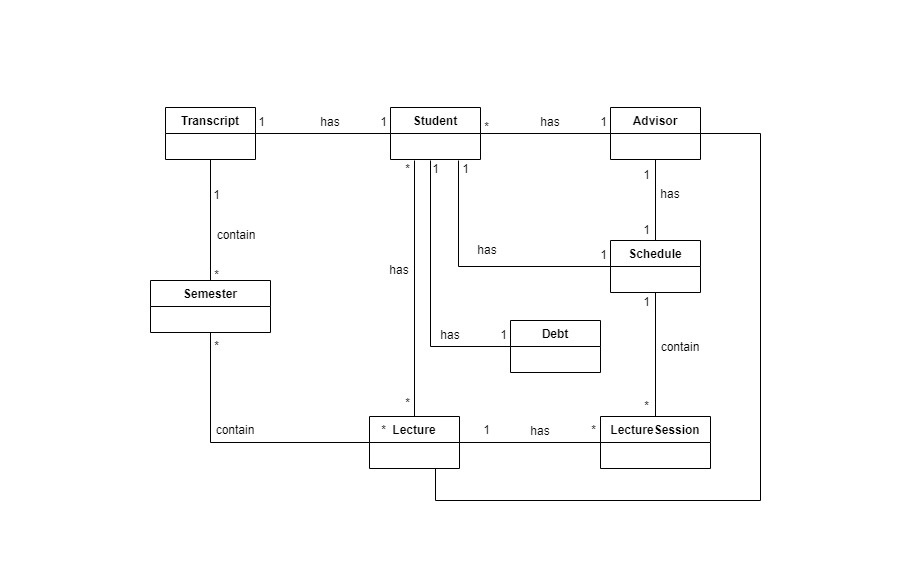 Transcript 1 has 1 Student * has 1 Advisor
* 1 1 1
1 has
contain 1
has 1 Schedule
has
* 1
Semester
* has 1 Debt contain
* *
contain * Lecture 1 has * LectureSession